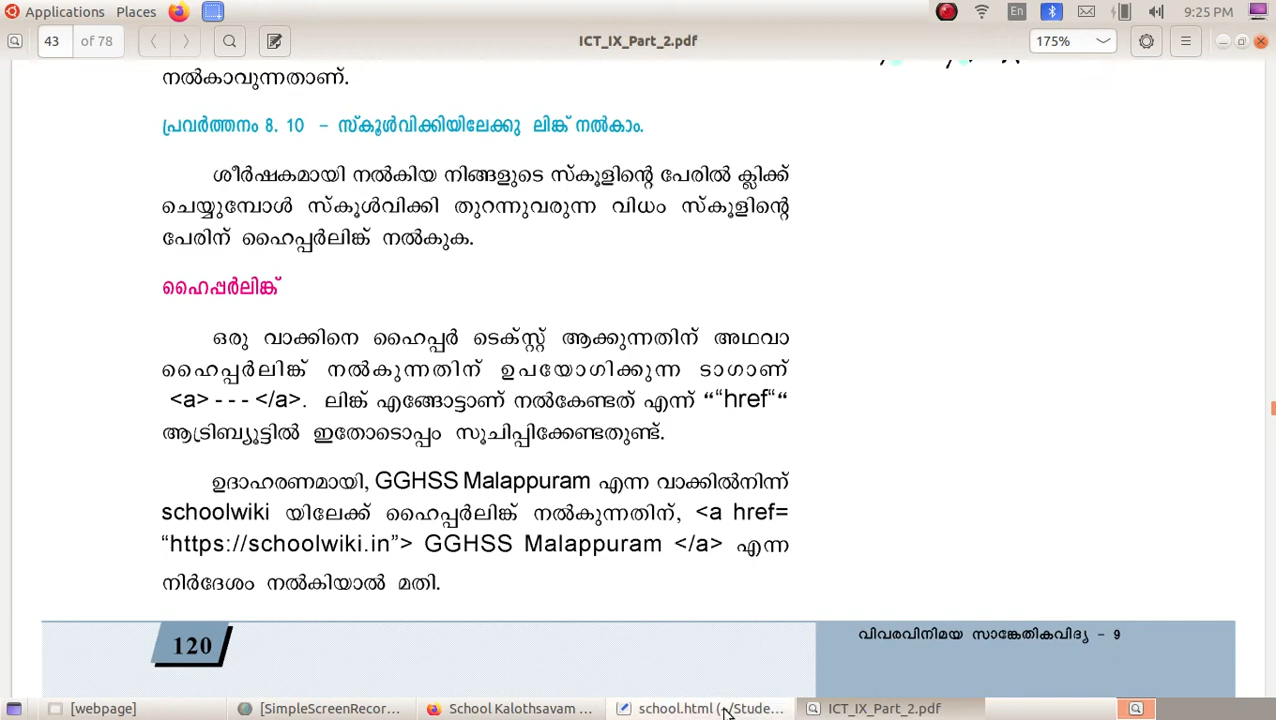 Applications Places En 9:25 PM
43 of 78 ICT_IX_Part_2.pdf 175%
നൽകാവുന്നതാണ്.
പ്രവർത്തനം 8. 10 – സ്കൂൾവിക്കിയിലേക്കു ലിങ്ക് നൽകാം.
ശീർഷകമായി നൽകിയ നിങ്ങളുടെ സ്കൂളിന്റെ പേരിൽ ക്ലിക്ക്
ചെയ്യുമ്പോൾ സ്കൂൾവിക്കി തുറന്നുവരുന്ന വിധം സ്കൂളിന്റെ
പേരിന് ഹൈപ്പർലിങ്ക് നൽകുക.
ഹൈപ്പർലിങ്ക്
ഒരു വാക്കിനെ ഹൈപ്പർ ടെക്സ്റ്റ് ആക്കുന്നതിന് അഥവാ
ഹൈപ്പർലിങ്ക് നൽകുന്നതിന് ഉപയോഗിക്കുന്ന ടാഗാണ്
<a> - - - </a>. ലിങ്ക് എങ്ങോട്ടാണ് നൽകേണ്ടത് എന്ന് “‘‘href‘‘“
ആട്രിബ്യൂട്ടിൽ ഇതോടൊപ്പം സൂചിപ്പിക്കേണ്ടതുണ്ട്.
ഉദാഹരണമായി, GGHSS Malappuram എന്ന വാക്കിൽനിന്ന്
schoolwiki യിലേക്ക് ഹൈപ്പർലിങ്ക് നൽകുന്നതിന്, <a href=
“https://schoolwiki.in”> GGHSS Malappuram </a> എന്ന
നിർദേശം നൽകിയാൽ മതി.
120
വിവരവിനിമയ സാങ്കേതികവിദ്യ – 9
[webpage] [SimpleScreenRecor... School Kalothsavam ... school.html (~/Stude... ICT_IX_Part_2.pdf